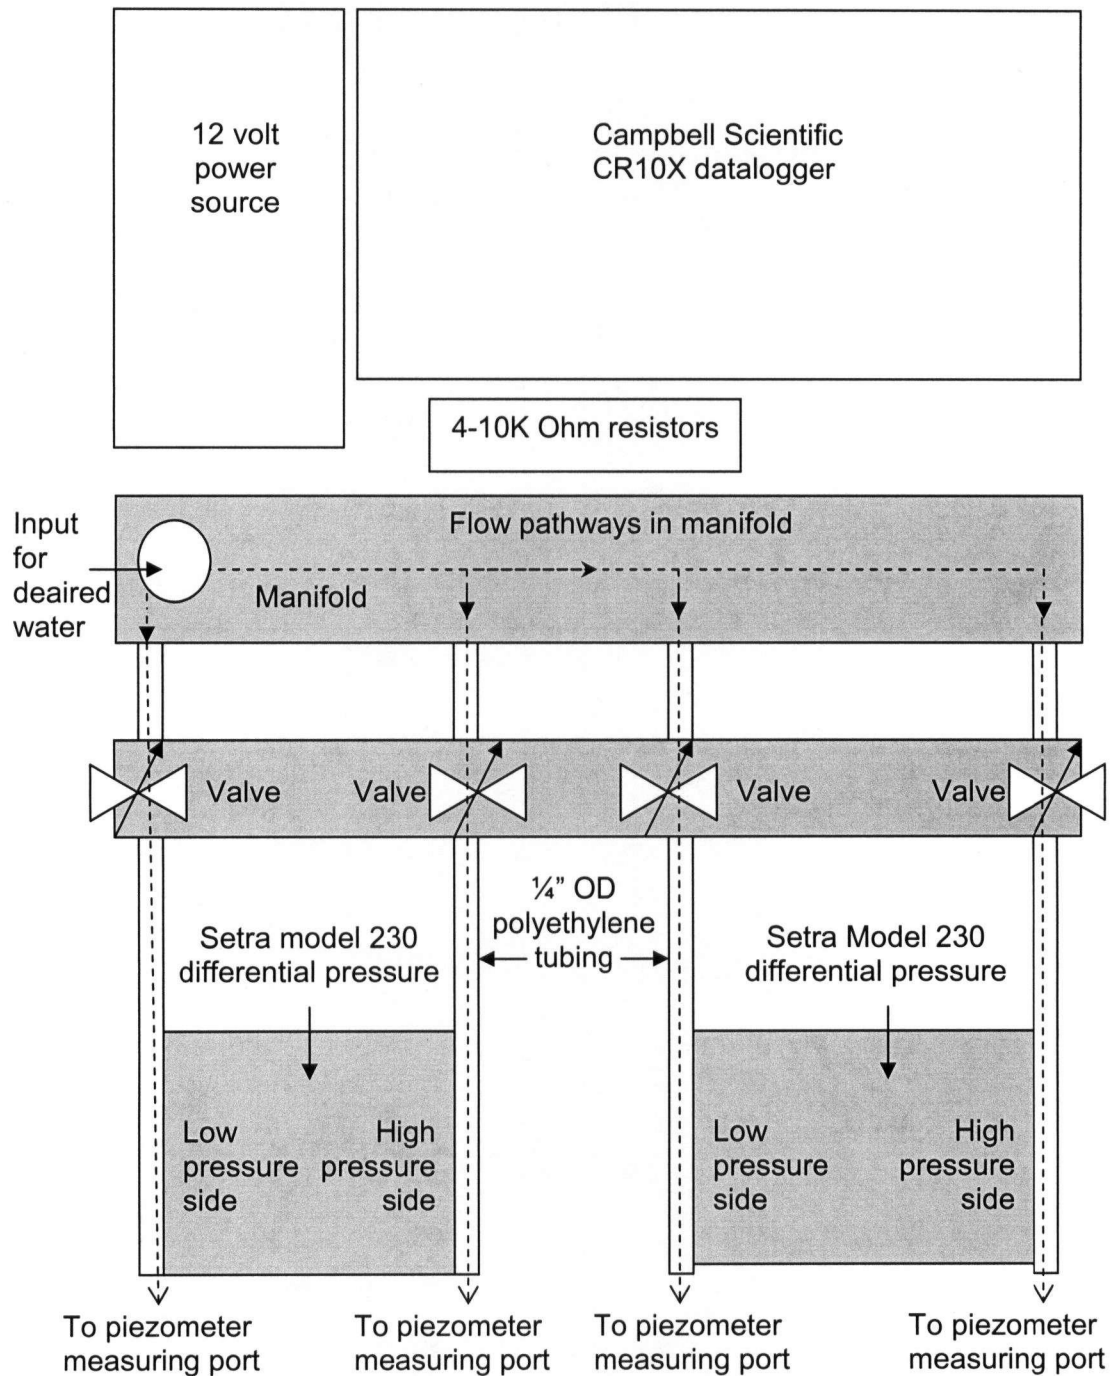 12 volt
power
source
Campbell Scientific
CR10X datalogger
4-10K Ohm resistors
Input
for
deaired
water
Flow pathways in manifold
Manifold
Valve
Valve
Valve
Valve
¼” OD
polyethylene
tubing
Setra model 230
differential pressure
Setra Model 230
differential pressure
Low
pressure
side
High
pressure
side
Low
pressure
side
High
pressure
side
To piezometer
measuring port
To piezometer
measuring port
To piezometer
measuring port
To piezometer
measuring port